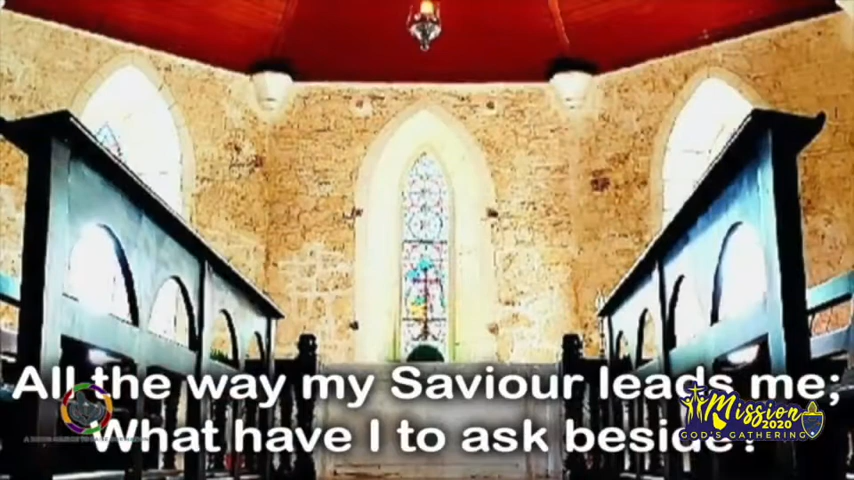 All the way my Saviour leads me;
What have I to ask beside?
Mission
2020
GOD'S GATHERING